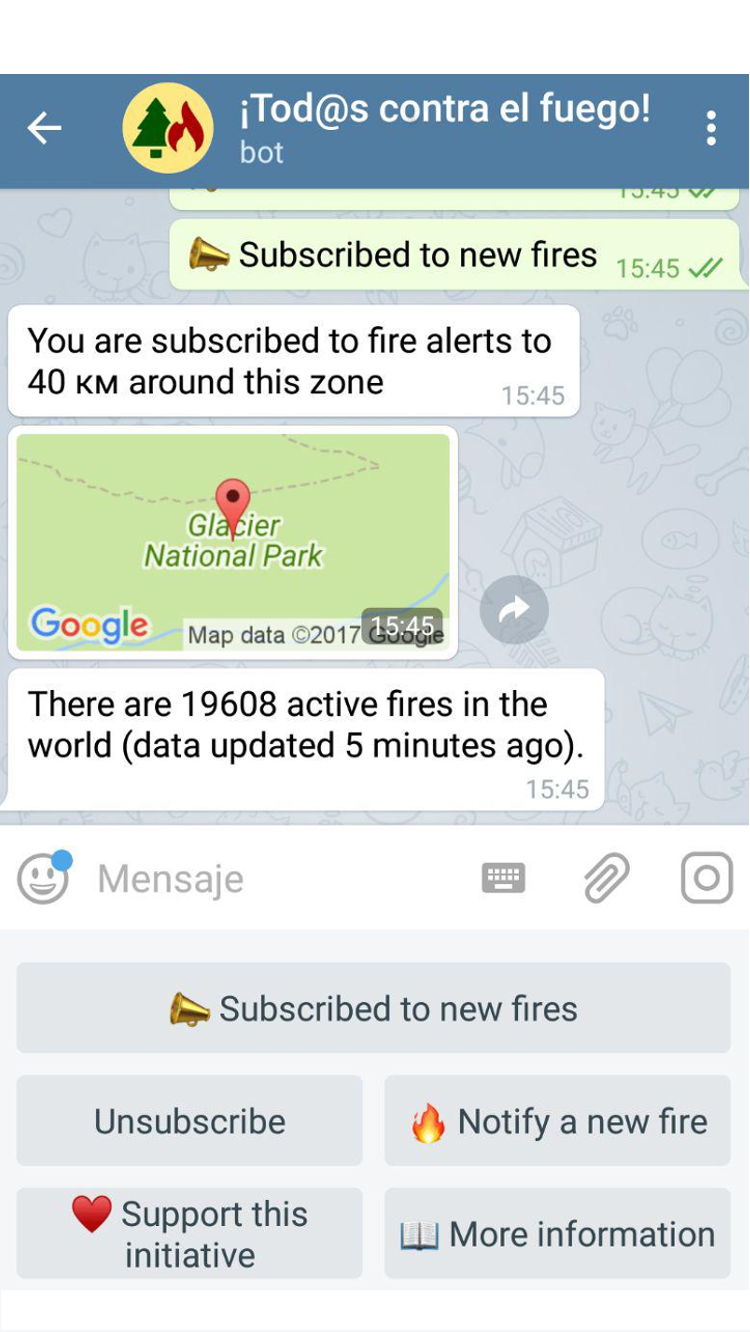 ¡Tod@s contra el fuego!
bot
15:45
Subscribed to new fires
15:45
You are subscribed to fire alerts to
40 км around this zone
15:45
Glacier
National Park
Google
Map data ©2017 Google
15:45
There are 19608 active fires in the
world (data updated 5 minutes ago).
15:45
Mensaje
Subscribed to new fires
Unsubscribe
Notify a new fire
Support this
initiative
More information